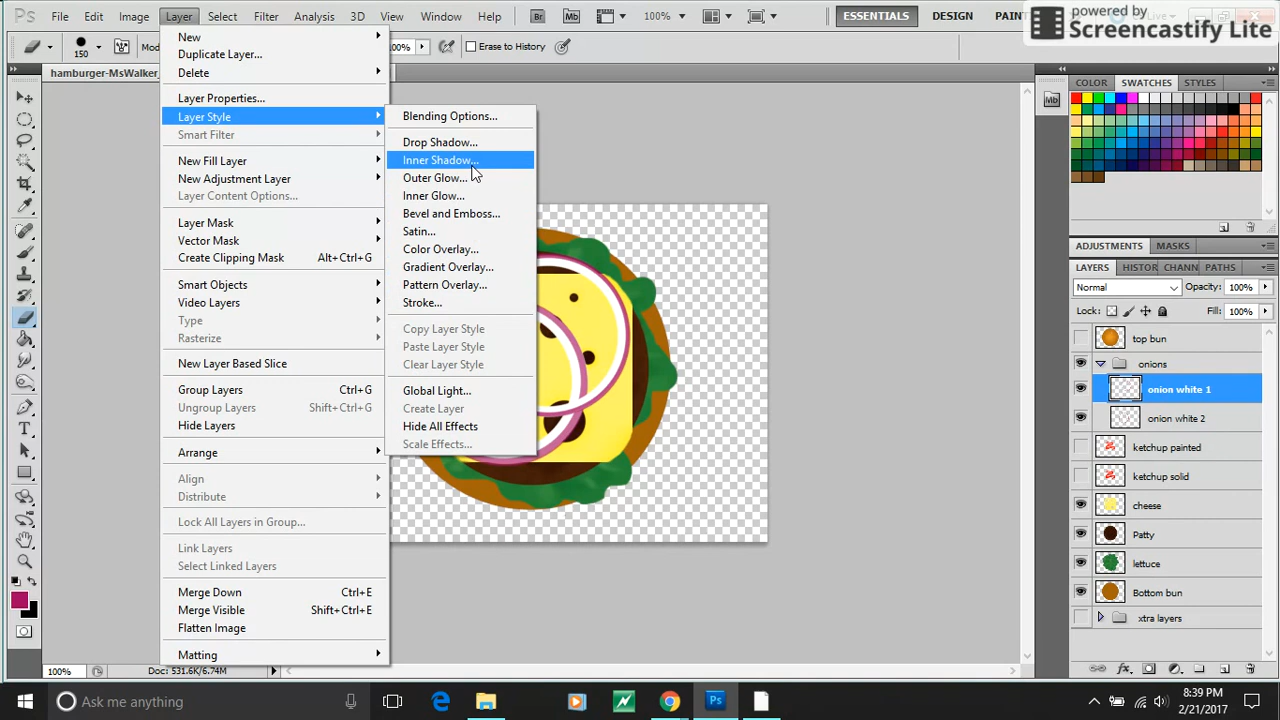 powered by
Screencastify Lite
Ps File Edit Image Layer Select Filter Analysis 3D View Window Help Br Mb 100% ESSENTIALS DESIGN PAINT Live
150 Mod 100% Erase to History
hamburger-MsWalker
New
Duplicate Layer...
Delete
Layer Properties...
Layer Style
Smart Filter
New Fill Layer
New Adjustment Layer
Layer Content Options...
Layer Mask
Vector Mask
Create Clipping Mask Alt+Ctrl+G
Smart Objects
Video Layers
Type
Rasterize
New Layer Based Slice
Group Layers Ctrl+G
Ungroup Layers Shift+Ctrl+G
Hide Layers
Arrange
Align
Distribute
Lock All Layers in Group...
Link Layers
Select Linked Layers
Merge Down Ctrl+E
Merge Visible Shift+Ctrl+E
Flatten Image
Matting
Blending Options...
Drop Shadow...
Inner Shadow...
Outer Glow...
Inner Glow...
Bevel and Emboss...
Satin...
Color Overlay...
Gradient Overlay...
Pattern Overlay...
Stroke...
Copy Layer Style
Paste Layer Style
Clear Layer Style
Global Light...
Create Layer
Hide All Effects
Scale Effects...
Mb
COLOR SWATCHES STYLES
ADJUSTMENTS MASKS
LAYERS HISTOR CHANN PATHS
Normal Opacity: 100%
Lock: Fill: 100%
top bun
onions
onion white 1
onion white 2
ketchup painted
ketchup solid
cheese
Patty
lettuce
Bottom bun
xtra layers
fx
100% Doc: 531.6K/6.74M
Ask me anything
Ps
8:39 PM
2/21/2017